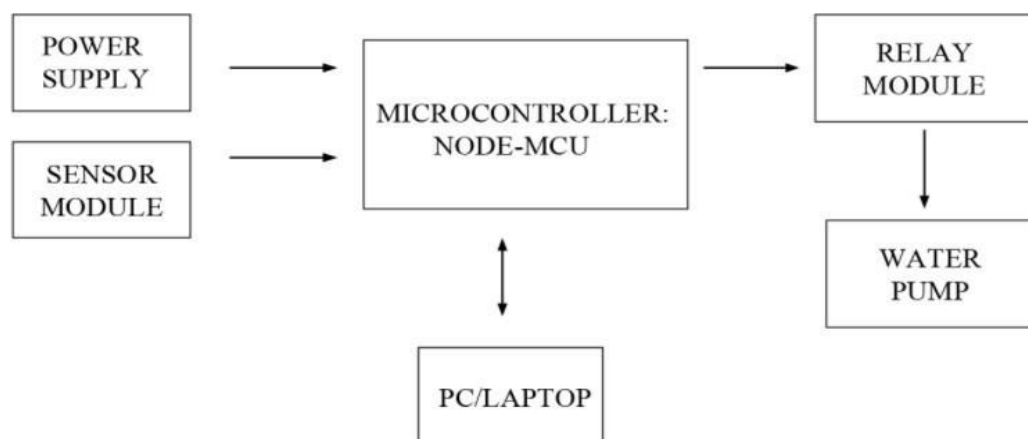 POWER
SUPPLY
SENSOR
MODULE
MICROCONTROLLER:
NODE-MCU
RELAY
MODULE
WATER
PUMP
PC/LAPTOP